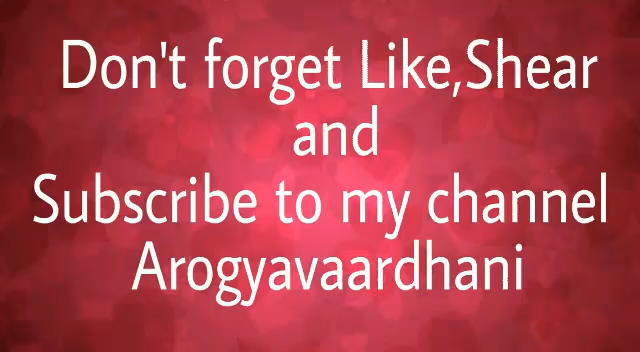 Don't forget Like,Shear
and
Subscribe to my channel
Arogyavaardhani